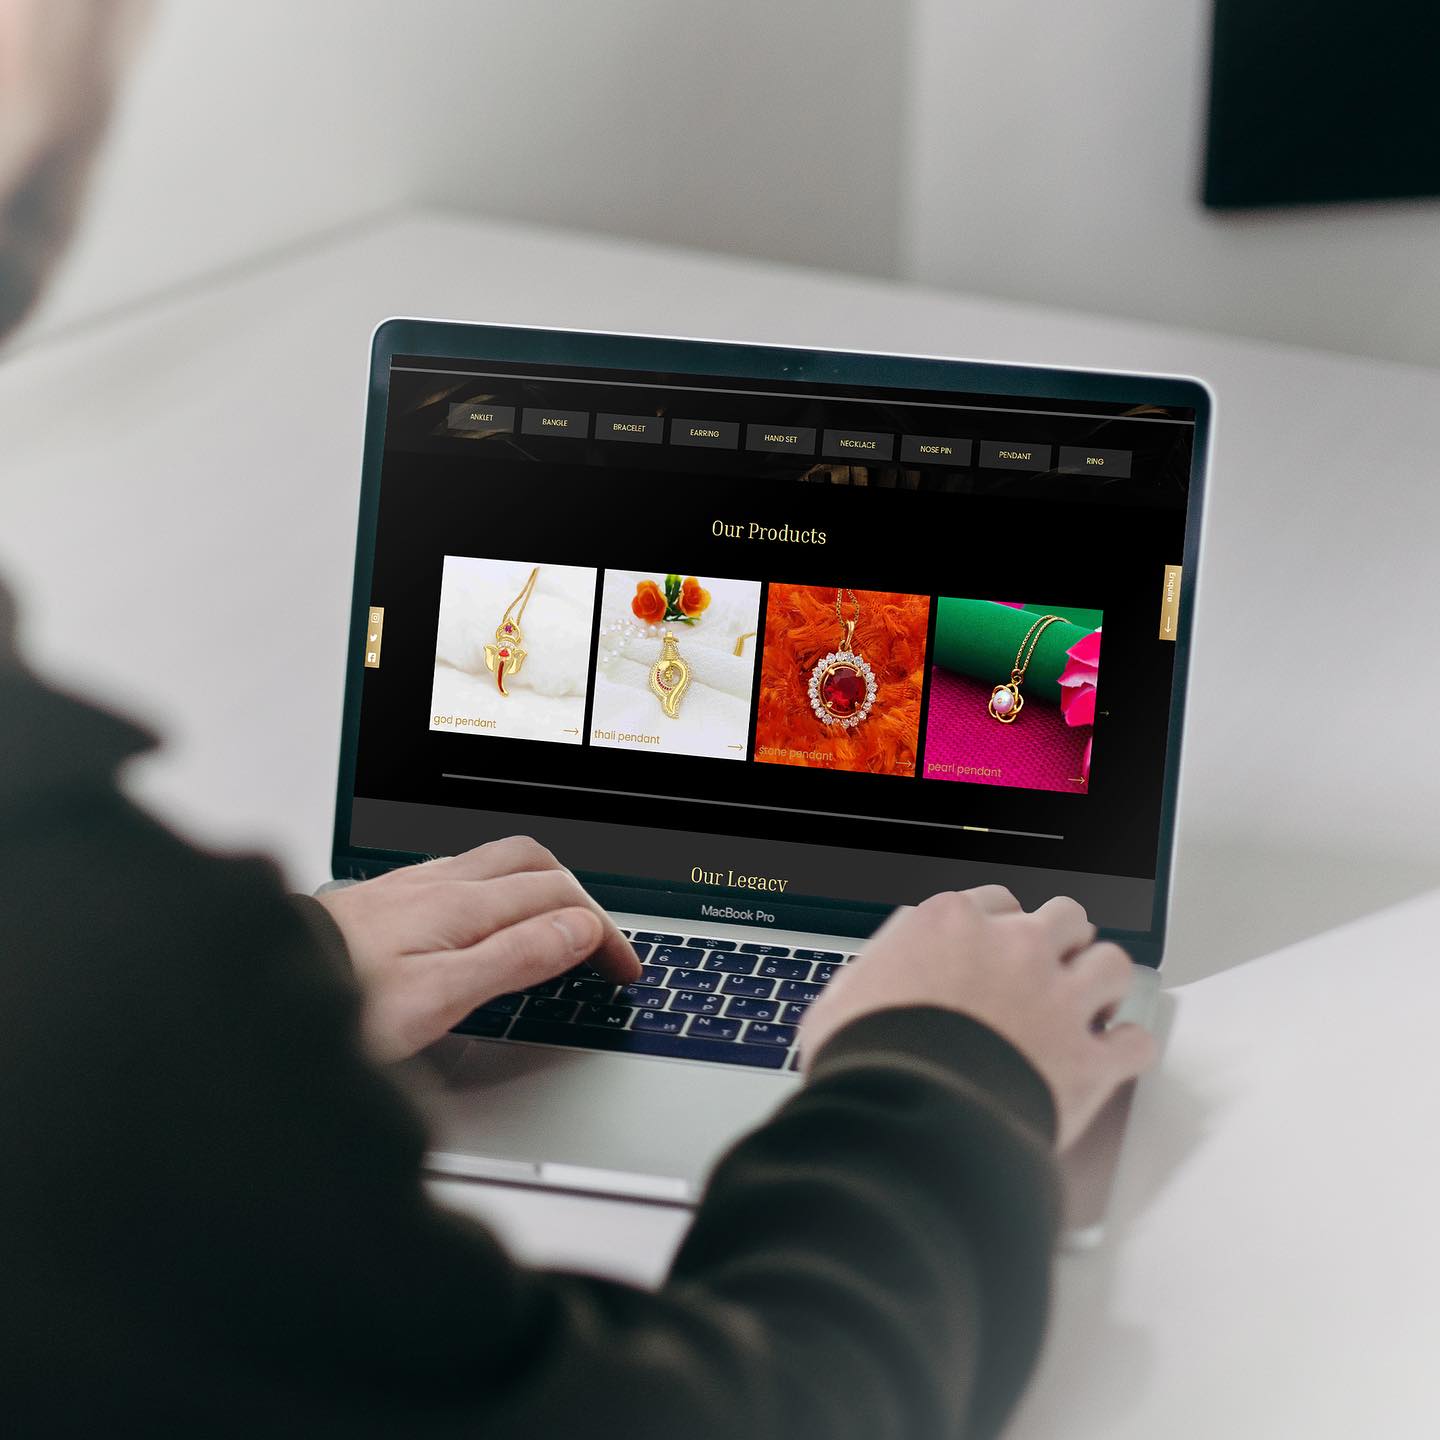 ANKLET
BANGLE
BRACELET
EARRING
HAND SET
NECKLACE
NOSE PIN
PENDANT
RING
Our Products
Enquire
god pendant
thali pendant
stone pendant
pearl pendant
Our Legacy
MacBook Pro